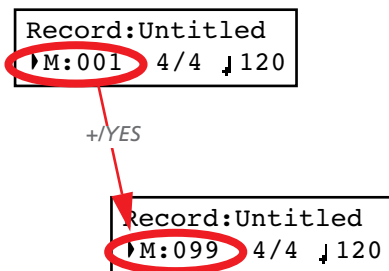 Record:Untitled
M:001 4/4 ♩120
+/YES
Record:Untitled
M:099 4/4 ♩120